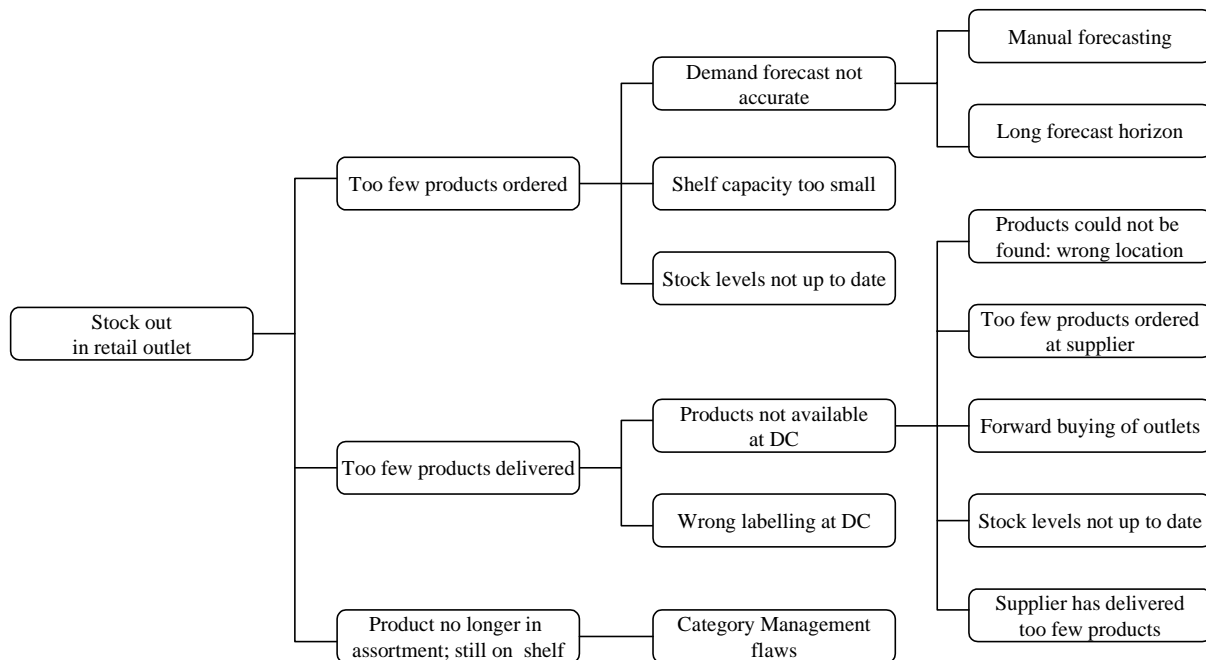 Manual forecasting
Demand forecast not
accurate
Long forecast horizon
Too few products ordered
Shelf capacity too small
Products could not be
found: wrong location
Stock levels not up to date
Stock out
in retail outlet
Too few products ordered
at supplier
Products not available
at DC
Forward buying of outlets
Too few products delivered
Wrong labelling at DC
Stock levels not up to date
Supplier has delivered
too few products
Product no longer in
assortment; still on shelf
Category Management
flaws